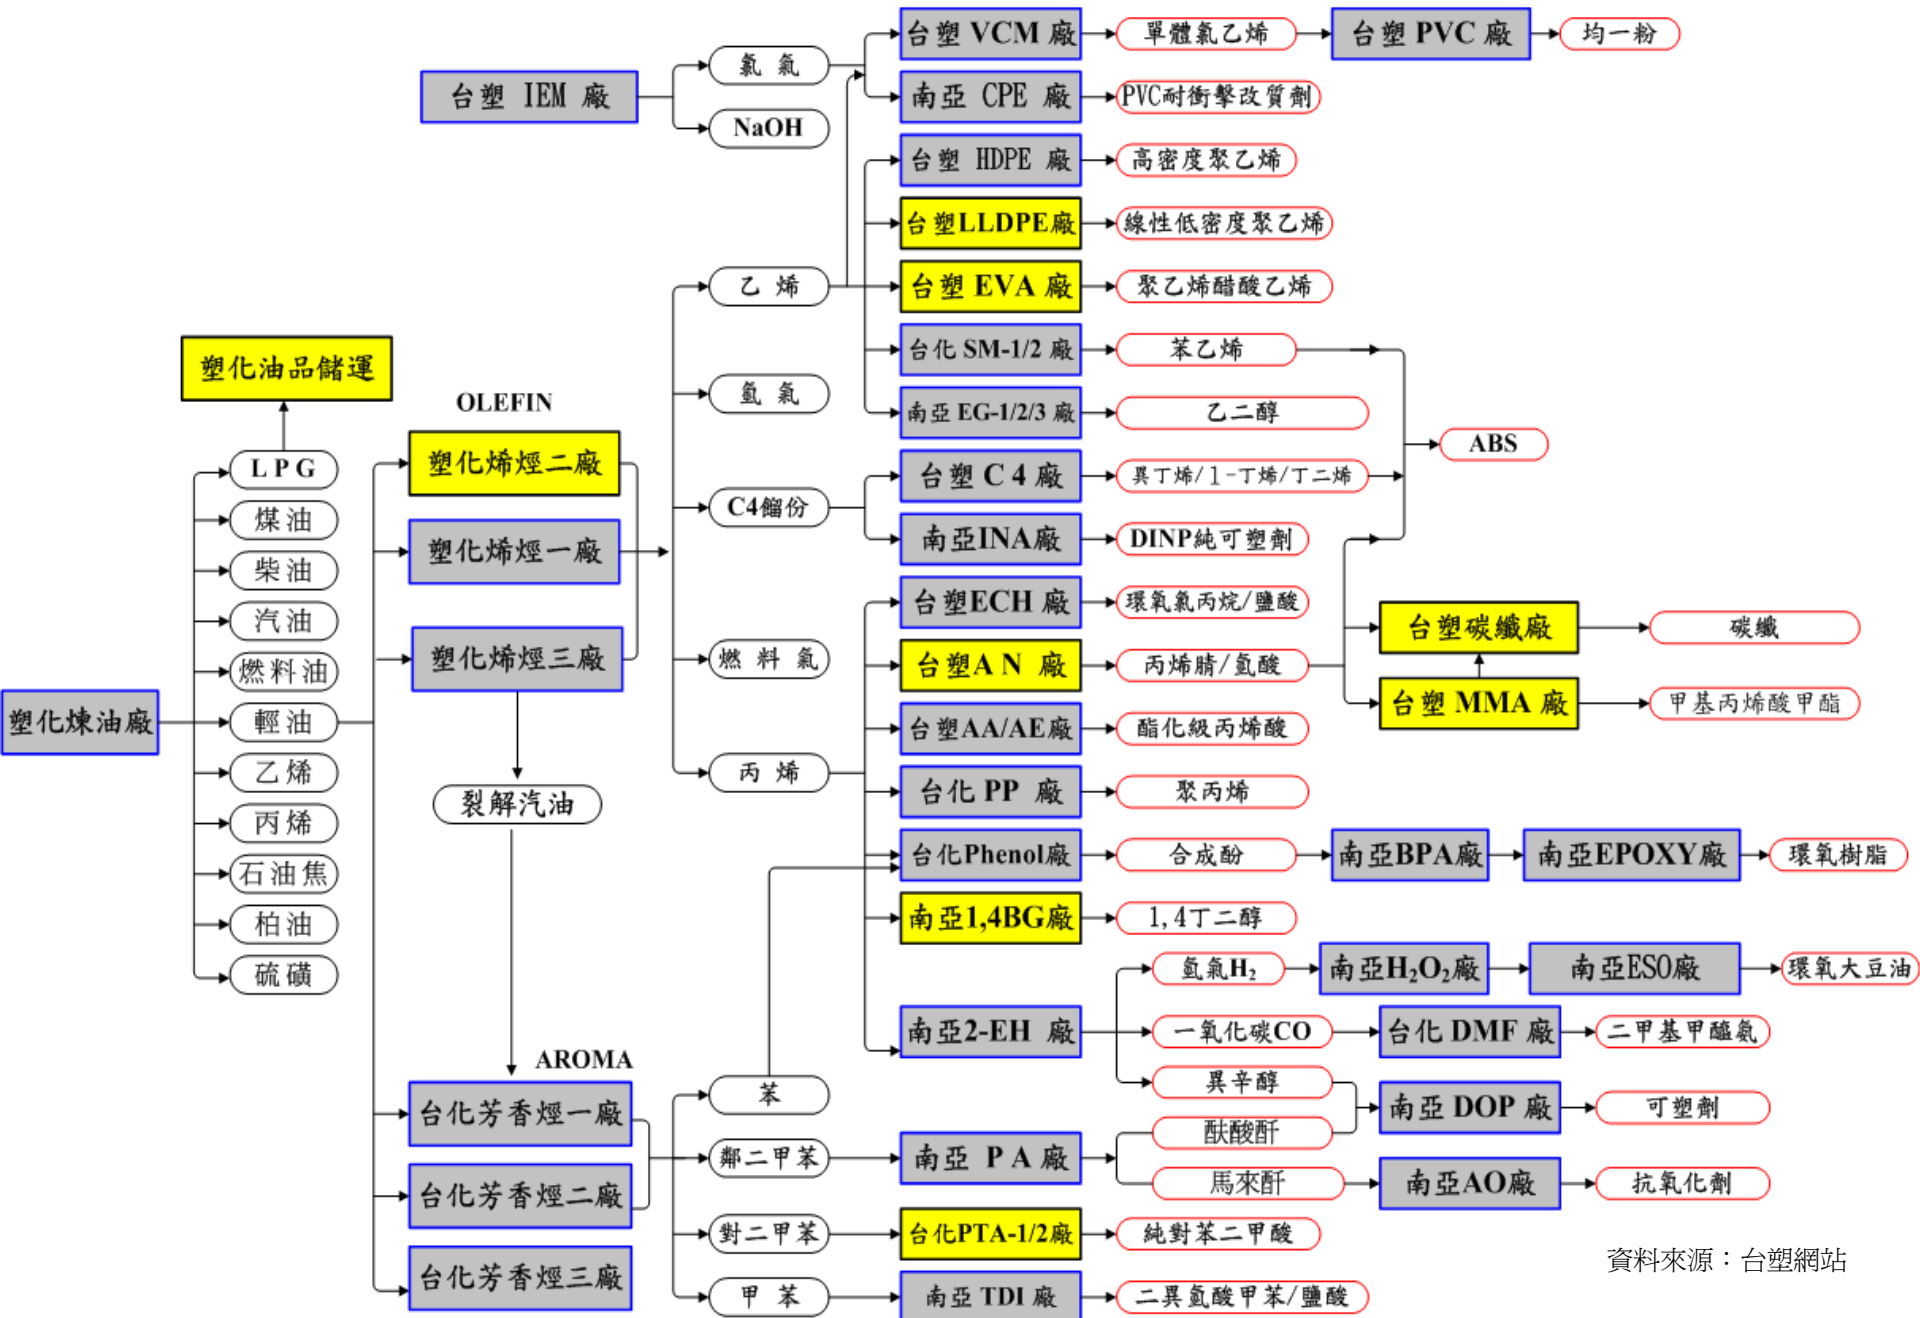 台塑 VCM 廠
單體氯乙烯
台塑 PVC 廠
均一粉
氯 氣
台塑 IEM 廠
南亞 CPE 廠
PVC耐衝擊改質劑
NaOH
台塑 HDPE 廠
高密度聚乙烯
台塑LLDPE廠
線性低密度聚乙烯
乙 烯
台塑 EVA 廠
聚乙烯醋酸乙烯
台化 SM-1/2 廠
苯乙烯
塑化油品儲運
OLEFIN
氫 氣
南亞 EG-1/2/3 廠
乙二醇
ABS
LPG
塑化烯烴二廠
台塑 C 4 廠
異丁烯/1-丁烯/丁二烯
C4餾份
煤油
塑化烯烴一廠
南亞INA廠
DINP純可塑劑
柴油
台塑ECH 廠
環氧氯丙烷/鹽酸
汽油
台塑碳纖廠
碳纖
塑化烯烴三廠
燃料氣
台塑A N 廠
丙烯腈/氫酸
燃料油
台塑 MMA 廠
甲基丙烯酸甲酯
塑化煉油廠
輕油
台塑AA/AE廠
酯化級丙烯酸
乙烯
丙 烯
裂解汽油
台化 PP 廠
聚丙烯
丙烯
台化Phenol廠
合成酚
南亞BPA廠
南亞EPOXY廠
環氧樹脂
石油焦
南亞1,4BG廠
1,4丁二醇
柏油
硫磺
氫氣H₂
南亞H₂O₂廠
南亞ESO廠
環氧大豆油
南亞2-EH 廠
一氧化碳CO
台化 DMF 廠
二甲基甲醯氨
AROMA
苯
異辛醇
台化芳香烴一廠
南亞 DOP 廠
可塑劑
酞酸酐
鄰二甲苯
南亞 P A 廠
台化芳香烴二廠
馬來酐
南亞AO廠
抗氧化劑
對二甲苯
台化PTA-1/2廠
純對苯二甲酸
資料來源：台塑網站
台化芳香烴三廠
甲 苯
南亞 TDI 廠
二異氫酸甲苯/鹽酸